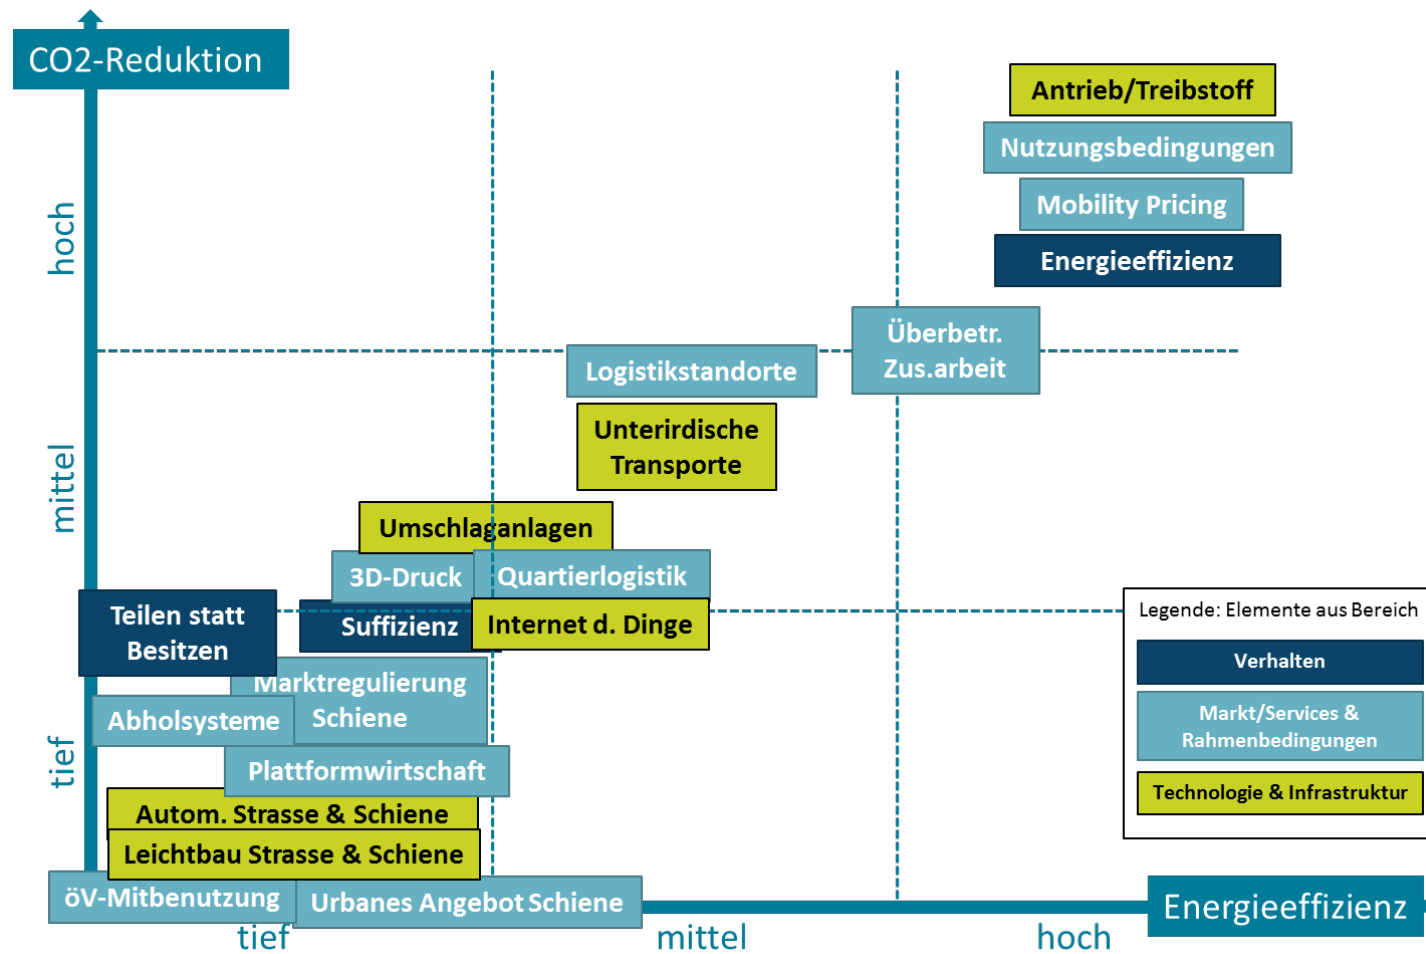 CO2-Reduktion
Antrieb/Treibstoff
Nutzungsbedingungen
Mobility Pricing
hoch
Energieeffizienz
Überbetr.
Zus.arbeit
Logistikstandorte
Unterirdische
Transporte
mittel
Umschlaganlagen
3D-Druck
Quartierlogistik
Teilen statt
Besitzen
Suffizienz
Internet d. Dinge
Legende: Elemente aus Bereich
Verhalten
Markt/Services &
Rahmenbedingungen
Technologie & Infrastruktur
Marktregulierung
Schiene
Abholsysteme
tief
Plattformwirtschaft
Autom. Strasse & Schiene
Leichtbau Strasse & Schiene
öV-Mitbenutzung
Urbanes Angebot Schiene
Energieeffizienz
tief
mittel
hoch